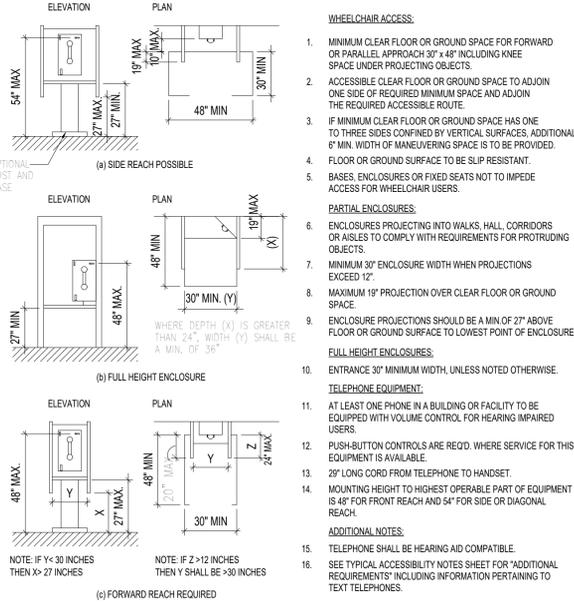 ELEVATION
PLAN
54" MAX.
27" MAX.
27" MIN.
19" MAX
10" MAX.
30" MIN
48" MIN
POST AND
(a) SIDE REACH POSSIBLE
ELEVATION
PLAN
27" MIN
48" MAX.
48" MIN
19" MAX
(X)
30" MIN. (Y)
WHERE DEPTH (X) IS GREATER
THAN 24", WIDTH (Y) SHALL BE
A MIN. OF 36"
(b) FULL HEIGHT ENCLOSURE
ELEVATION
PLAN
48" MAX.
Y
X
27" MAX.
48" MIN
20" MAX
Y
Z
24" MAX.
30" MIN
NOTE: IF Y< 30 INCHES
THEN X> 27 INCHES
NOTE: IF Z >12 INCHES
THEN Y SHALL BE >30 INCHES
(c) FORWARD REACH REQUIRED
WHEELCHAIR ACCESS:
1. MINIMUM CLEAR FLOOR OR GROUND SPACE FOR FORWARD
OR PARALLEL APPROACH 30" x 48" INCLUDING KNEE
SPACE UNDER PROJECTING OBJECTS.
2. ACCESSIBLE CLEAR FLOOR OR GROUND SPACE TO ADJOIN
ONE SIDE OF REQUIRED MINIMUM SPACE AND ADJOIN
THE REQUIRED ACCESSIBLE ROUTE.
3. IF MINIMUM CLEAR FLOOR OR GROUND SPACE HAS ONE
TO THREE SIDES CONFINED BY VERTICAL SURFACES, ADDITIONAL
6" MIN. WIDTH OF MANEUVERING SPACE IS TO BE PROVIDED.
4. FLOOR OR GROUND SURFACE TO BE SLIP RESISTANT.
5. BASES, ENCLOSURES OR FIXED SEATS NOT TO IMPEDE
ACCESS FOR WHEELCHAIR USERS.
PARTIAL ENCLOSURES:
6. ENCLOSURES PROJECTING INTO WALKS, HALL, CORRIDORS
OR AISLES TO COMPLY WITH REQUIREMENTS FOR PROTRUDING
OBJECTS.
7. MINIMUM 30" ENCLOSURE WIDTH WHEN PROJECTIONS
EXCEED 12".
8. MAXIMUM 19" PROJECTION OVER CLEAR FLOOR OR GROUND
SPACE.
9. ENCLOSURE PROJECTIONS SHOULD BE A MIN.OF 27" ABOVE
FLOOR OR GROUND SURFACE TO LOWEST POINT OF ENCLOSURE
FULL HEIGHT ENCLOSURES:
10. ENTRANCE 30" MINIMUM WIDTH, UNLESS NOTED OTHERWISE.
TELEPHONE EQUIPMENT:
11. AT LEAST ONE PHONE IN A BUILDING OR FACILITY TO BE
EQUIPPED WITH VOLUME CONTROL FOR HEARING IMPAIRED
USERS.
12. PUSH-BUTTON CONTROLS ARE REQ'D. WHERE SERVICE FOR THIS
EQUIPMENT IS AVAILABLE.
13. 29" LONG CORD FROM TELEPHONE TO HANDSET.
14. MOUNTING HEIGHT TO HIGHEST OPERABLE PART OF EQUIPMENT
IS 48" FOR FRONT REACH AND 54" FOR SIDE OR DIAGONAL
REACH.
ADDITIONAL NOTES:
15. TELEPHONE SHALL BE HEARING AID COMPATIBLE.
16. SEE TYPICAL ACCESSIBILITY NOTES SHEET FOR "ADDITIONAL
REQUIREMENTS" INCLUDING INFORMATION PERTAINING TO
TEXT TELEPHONES.